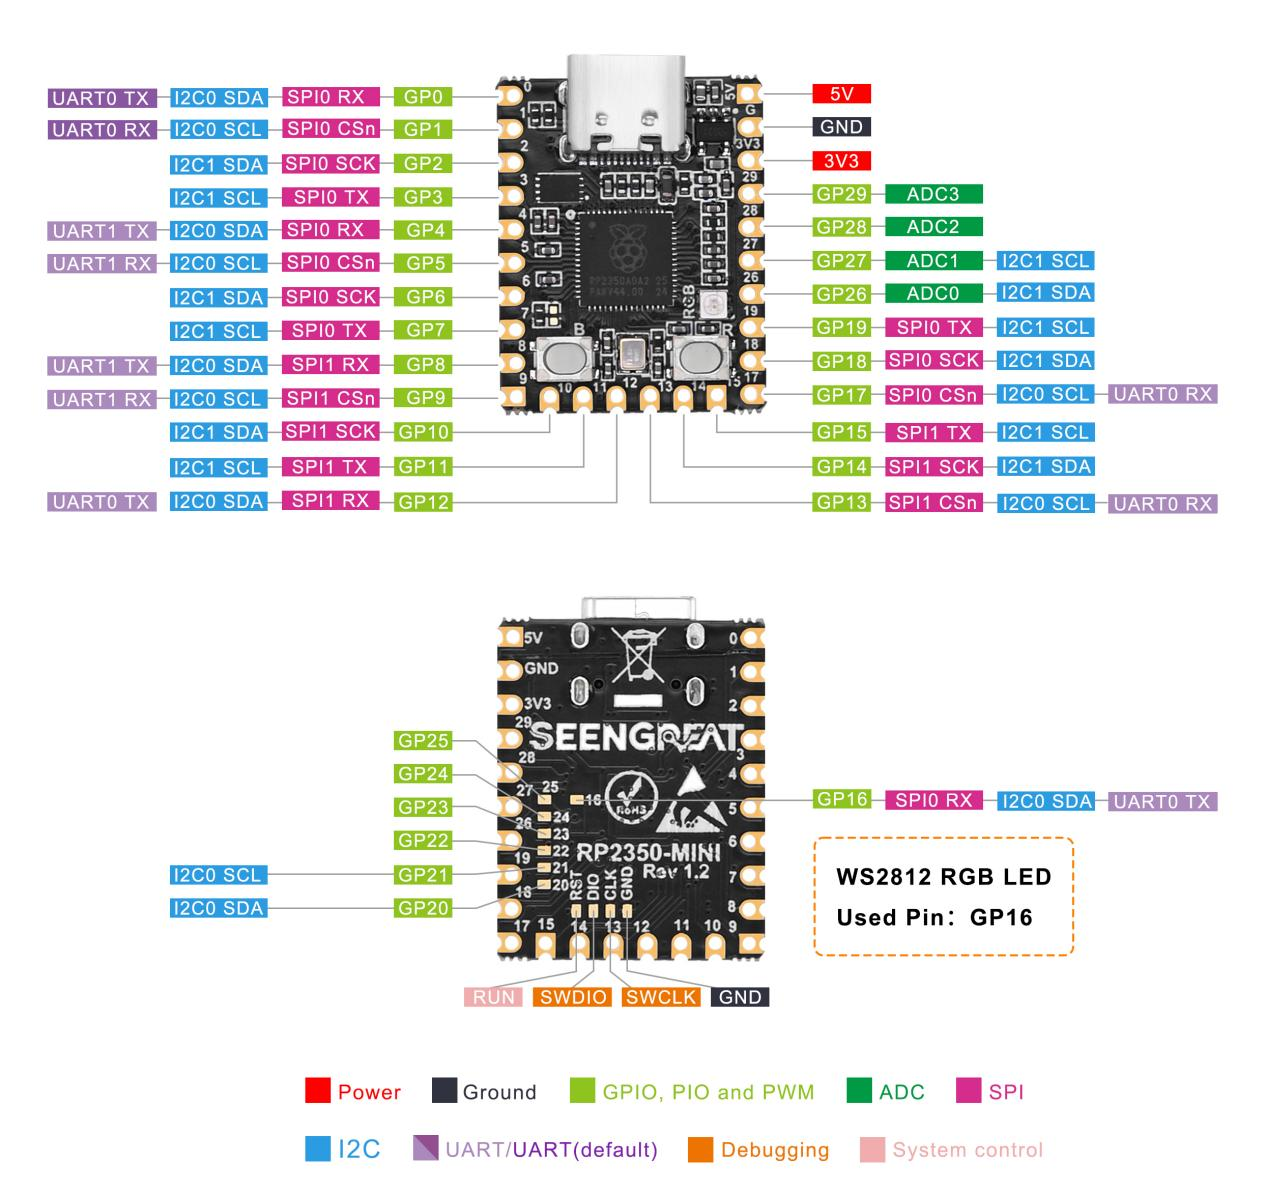 UART0 TX I2C0 SDA SPI0 RX GP0 0 5V 5V
UART0 RX I2C0 SCL SPI0 CSn GP1 1 G GND
I2C1 SDA SPI0 SCK GP2 2 3V3 3V3
I2C1 SCL SPI0 TX GP3 3 29 GP29 ADC3
UART1 TX I2C0 SDA SPI0 RX GP4 4 28 GP28 ADC2
UART1 RX I2C0 SCL SPI0 CSn GP5 5 27 GP27 ADC1 I2C1 SCL
I2C1 SDA SPI0 SCK GP6 6 RP2350A0A2 25 26 GP26 ADC0 I2C1 SDA
24 RGB
I2C1 SCL SPI0 TX GP7 7 B R 19 GP19 SPI0 TX I2C1 SCL
UART1 TX I2C0 SDA SPI1 RX GP8 8 18 GP18 SPI0 SCK I2C1 SDA
UART1 RX I2C0 SCL SPI1 CSn GP9 9 10 11 12 13 14 15 17 GP17 SPI0 CSn I2C0 SCL UART0 RX
I2C1 SDA SPI1 SCK GP10 GP15 SPI1 TX I2C1 SCL
I2C1 SCL SPI1 TX GP11 GP14 SPI1 SCK I2C1 SDA
UART0 TX I2C0 SDA SPI1 RX GP12 GP13 SPI1 CSn I2C0 SCL UART0 RX
5V 0
GND 1
3V3 2
29 SEENGREAT
GP25 3
28 4
GP24
27 25 16 5 GP16 SPI0 RX I2C0 SDA UART0 TX
GP23 RoHS
26 24
23
GP22 22 6
19 RP2350-MINI
I2C0 SCL GP21 21 Rev 1.2 7
18 20
I2C0 SDA GP20 RST DIO CLK GND 8
17 15 14 13 12 11 10 9
WS2812 RGB LED
Used Pin: GP16
RUN SWDIO SWCLK GND
Power Ground GPIO, PIO and PWM ADC SPI
I2C UART/UART(default) Debugging System control